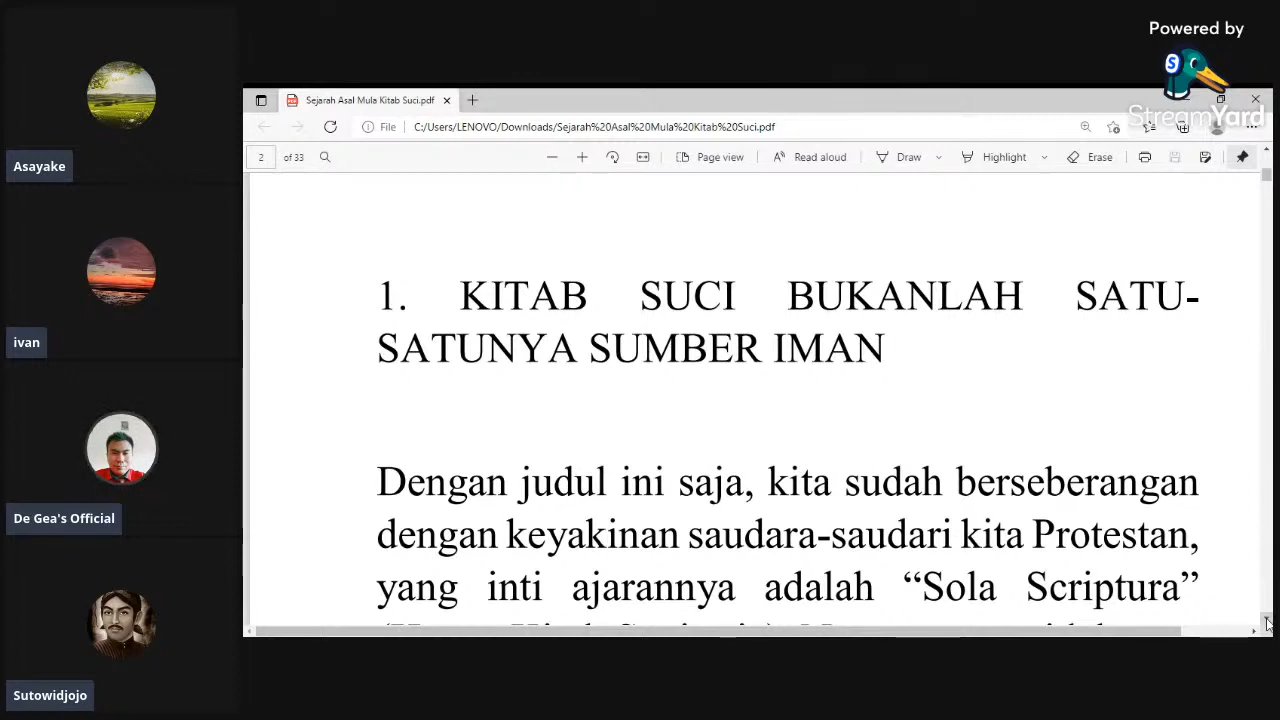 Powered by
S
StreamYard
Asayake
ivan
De Gea's Official
Sutowidjojo
Sejarah Asal Mula Kitab Suci.pdf
File
C:/Users/LENOVO/Downloads/Sejarah%20Asal%20Mula%20Kitab%20Suci.pdf
2 of 33 Page view Read aloud Draw Highlight Erase
1. KITAB SUCI BUKANLAH SATU-
SATUNYA SUMBER IMAN
Dengan judul ini saja, kita sudah berseberangan
dengan keyakinan saudara-saudari kita Protestan,
yang inti ajarannya adalah “Sola Scriptura”